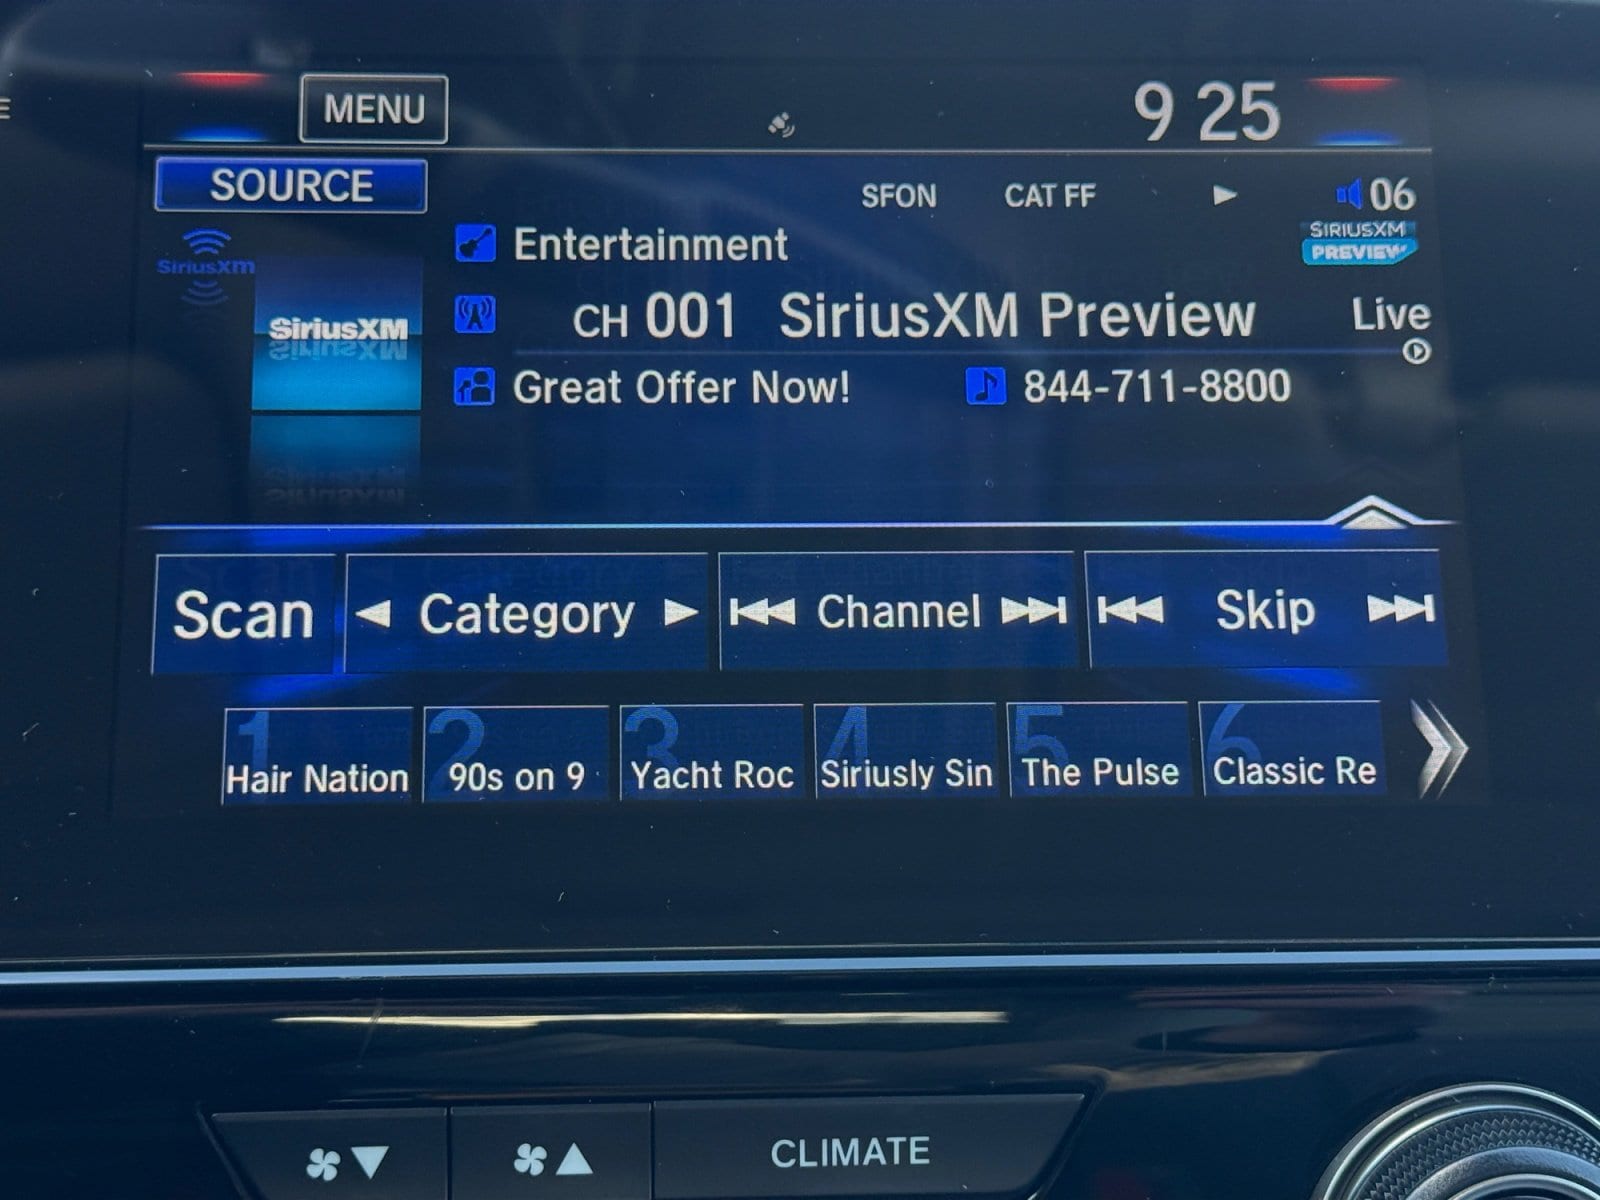 MENU
9 25
SOURCE
SFON CAT FF 06
SiriusXM
Entertainment
SIRIUSXM
PREVIEW
SiriusXM
CH 001 SiriusXM Preview Live
Great Offer Now! 844-711-8800
Scan Category Channel Skip
1 2 3 4 5 6
Hair Nation 90s on 9 Yacht Roc Siriusly Sin The Pulse Classic Re
CLIMATE